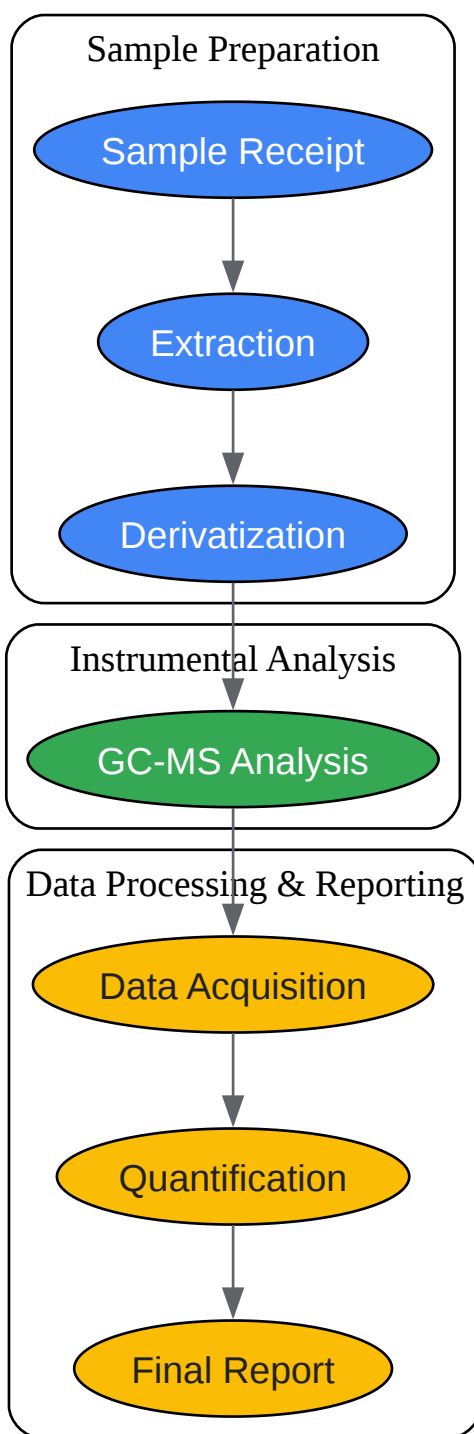 Sample Preparation
Sample Receipt
Extraction
Derivatization
Instrumental Analysis
GC-MS Analysis
Data Processing & Reporting
Data Acquisition
Quantification
Final Report